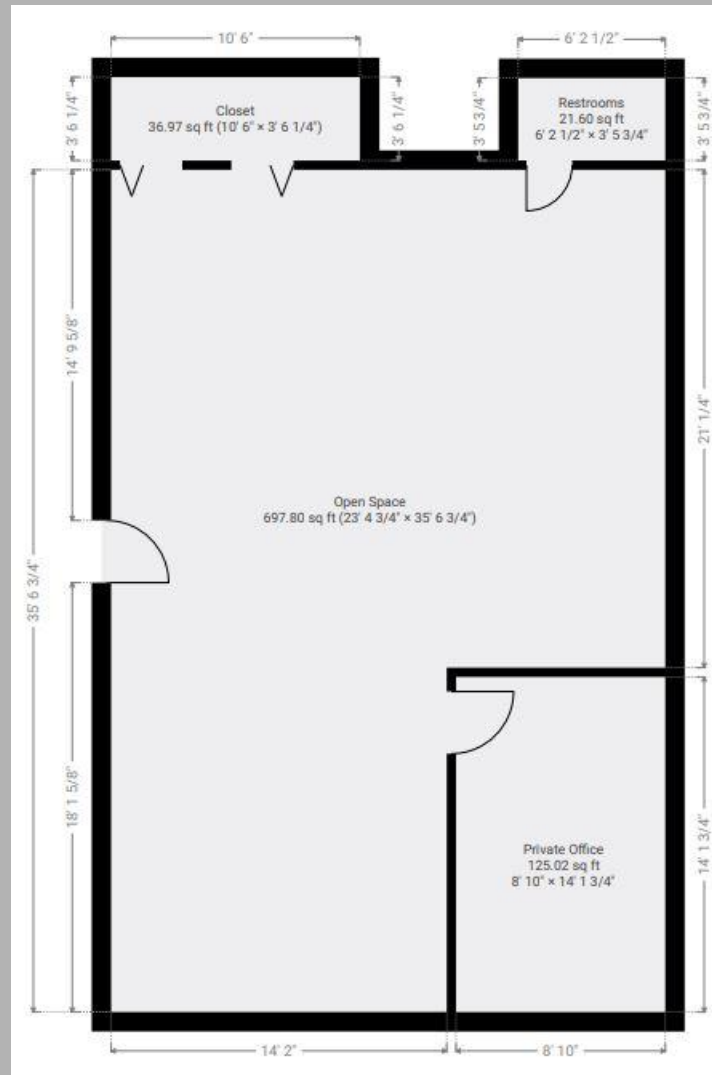 10' 6"
6' 2 1/2"
3' 6 1/4"
Closet
36.97 sq ft (10' 6" × 3' 6 1/4")
3' 6 1/4"
3' 5 3/4"
Restrooms
21.60 sq ft
6' 2 1/2" × 3' 5 3/4"
3' 5 3/4"
14' 9 5/8"
21' 1/4"
Open Space
697.80 sq ft (23' 4 3/4" × 35' 6 3/4")
35' 6 3/4"
18' 1 5/8"
Private Office
125.02 sq ft
8' 10" × 14' 1 3/4"
14' 1 3/4"
14' 2"
8' 10"